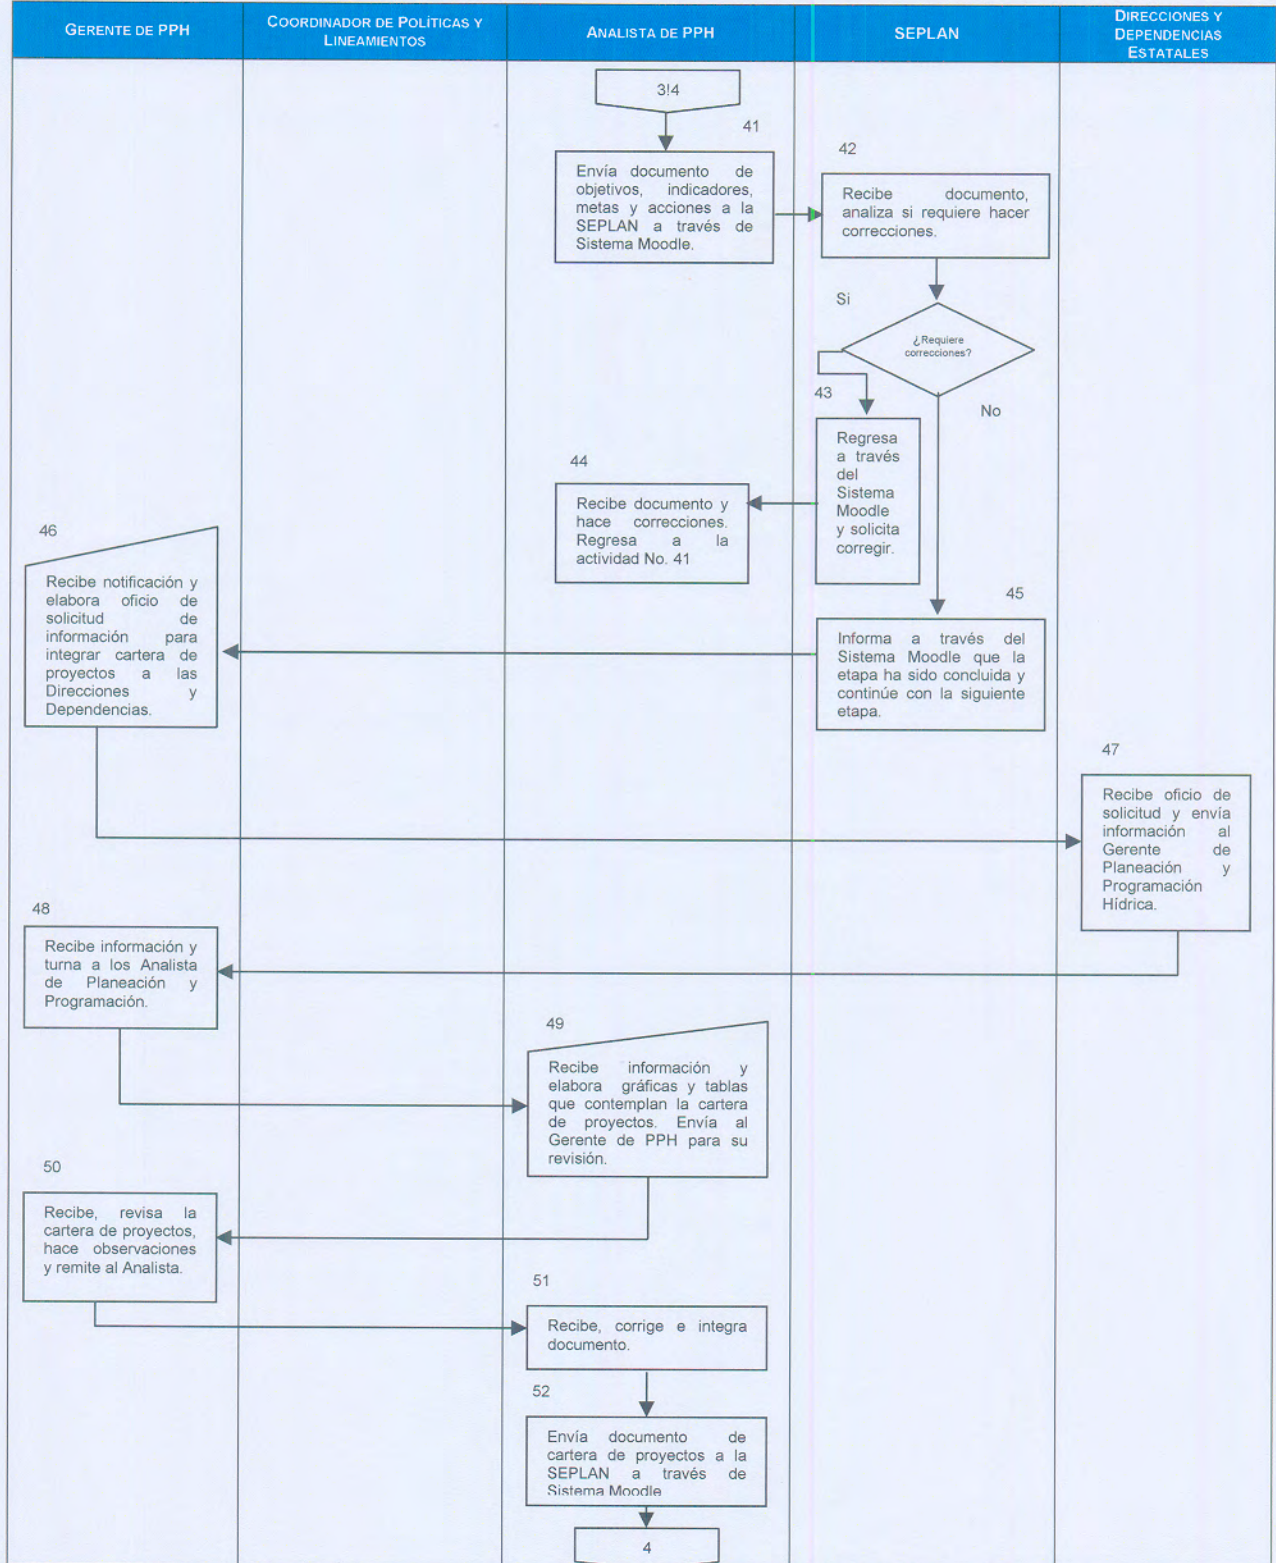 GERENTE DE PPH
COORDINADOR DE POLÍTICAS Y
LINEAMIENTOS
ANALISTA DE PPH
SEPLAN
DIRECCIONES Y
DEPENDENCIAS
ESTATALES
3!4
41
Envía documento de
objetivos, indicadores,
metas y acciones a la
SEPLAN a través de
Sistema Moodle.
42
Recibe documento,
analiza si requiere hacer
correcciones.
Si
¿Requiere
correcciones?
No
43
Regresa
a través
del
Sistema
Moodle
y solicita
corregir.
44
Recibe documento y
hace correcciones.
Regresa a la
actividad No. 41
45
Informa a través del
Sistema Moodle que la
etapa ha sido concluida y
continúe con la siguiente
etapa.
46
Recibe notificación y
elabora oficio de
solicitud de
información para
integrar cartera de
proyectos a las
Direcciones y
Dependencias.
47
Recibe oficio de
solicitud y envía
información al
Gerente de
Planeación y
Programación
Hídrica.
48
Recibe información y
turna a los Analista
de Planeación y
Programación.
49
Recibe información y
elabora gráficas y tablas
que contemplan la cartera
de proyectos. Envía al
Gerente de PPH para su
revisión.
50
Recibe, revisa la
cartera de proyectos,
hace observaciones
y remite al Analista.
51
Recibe, corrige e integra
documento.
52
Envía documento de
cartera de proyectos a la
SEPLAN a través de
Sistema Moodle
4